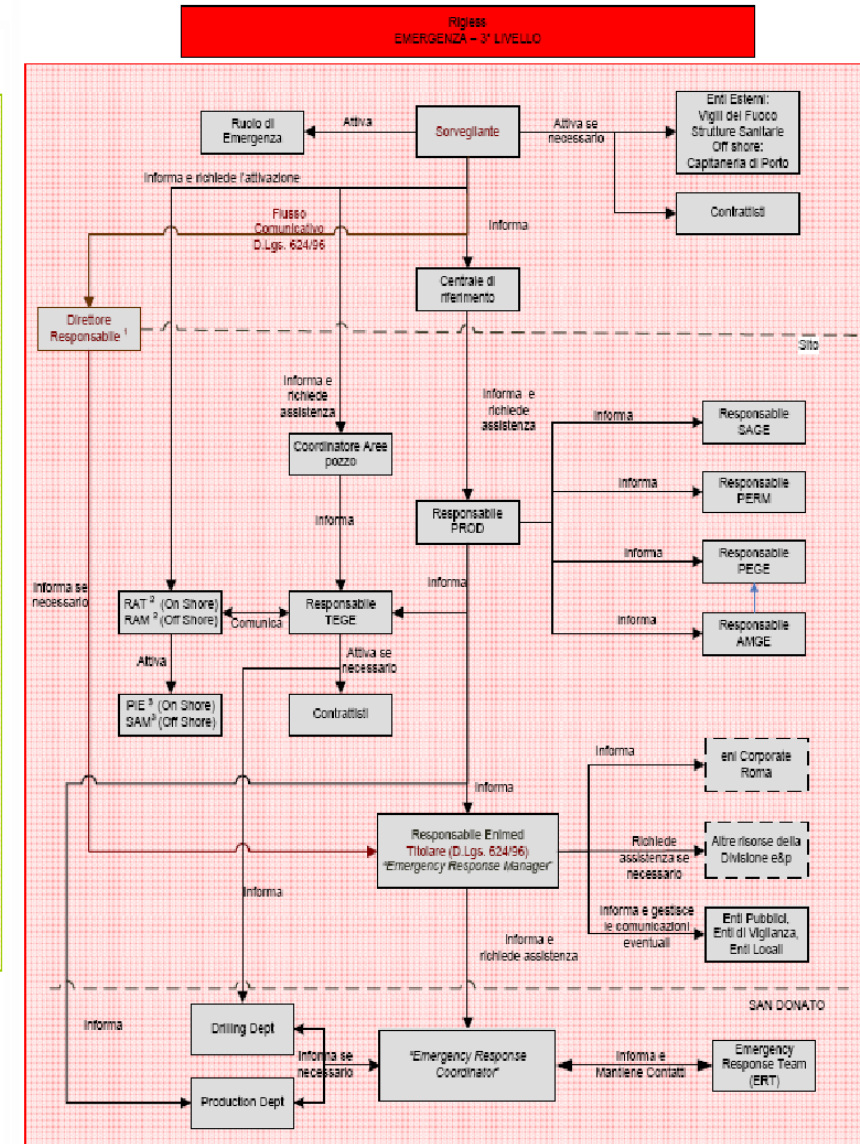 Rigless
EMERGENZA – 3° LIVELLO
Ruolo di
Emergenza
Attiva
Sorvegliante
Attiva se
necessario
Enti Esterni:
Vigili del Fuoco
Strutture Sanitarie
Off shore:
Capitaneria di Porto
Contrattisti
Informa e richiede l'attivazione
Flusso
Comunicativo
D.Lgs. 624/96
Informa
Centrale di
riferimento
Direttore
Responsabile ¹
Sito
Informa e
richiede
assistenza
Informa e
richiede
assistenza
Coordinatore Aree
pozzo
Informa
Responsabile
SAGE
Informa
Responsabile
PERM
Responsabile
PROD
Informa
Informa
Responsabile
PEGE
Informa
Responsabile
AMGE
Informa se
necessario
RAT ² (On Shore)
RAM ² (Off Shore)
Comunica
Responsabile
TEGE
Informa
Attiva
Attiva se
necessario
PIE ³ (On Shore)
SAM³ (Off Shore)
Contrattisti
Informa
Informa
eni Corporate
Roma
Responsabile Enimed
Titolare (D.Lgs. 624/96)
"Emergency Response Manager"
Richiede
assistenza se
necessario
Altre risorse della
Divisione e&p
Informa
Informa e gestisce
le comunicazioni
eventuali
Enti Pubblici,
Enti di Vigilanza,
Enti Locali
Informa e
richiede assistenza
SAN DONATO
Informa
Drilling Dept
Informa se
necessario
"Emergency Response
Coordinator"
Informa e
Mantiene Contatti
Emergency
Response Team
(ERT)
Production Dept